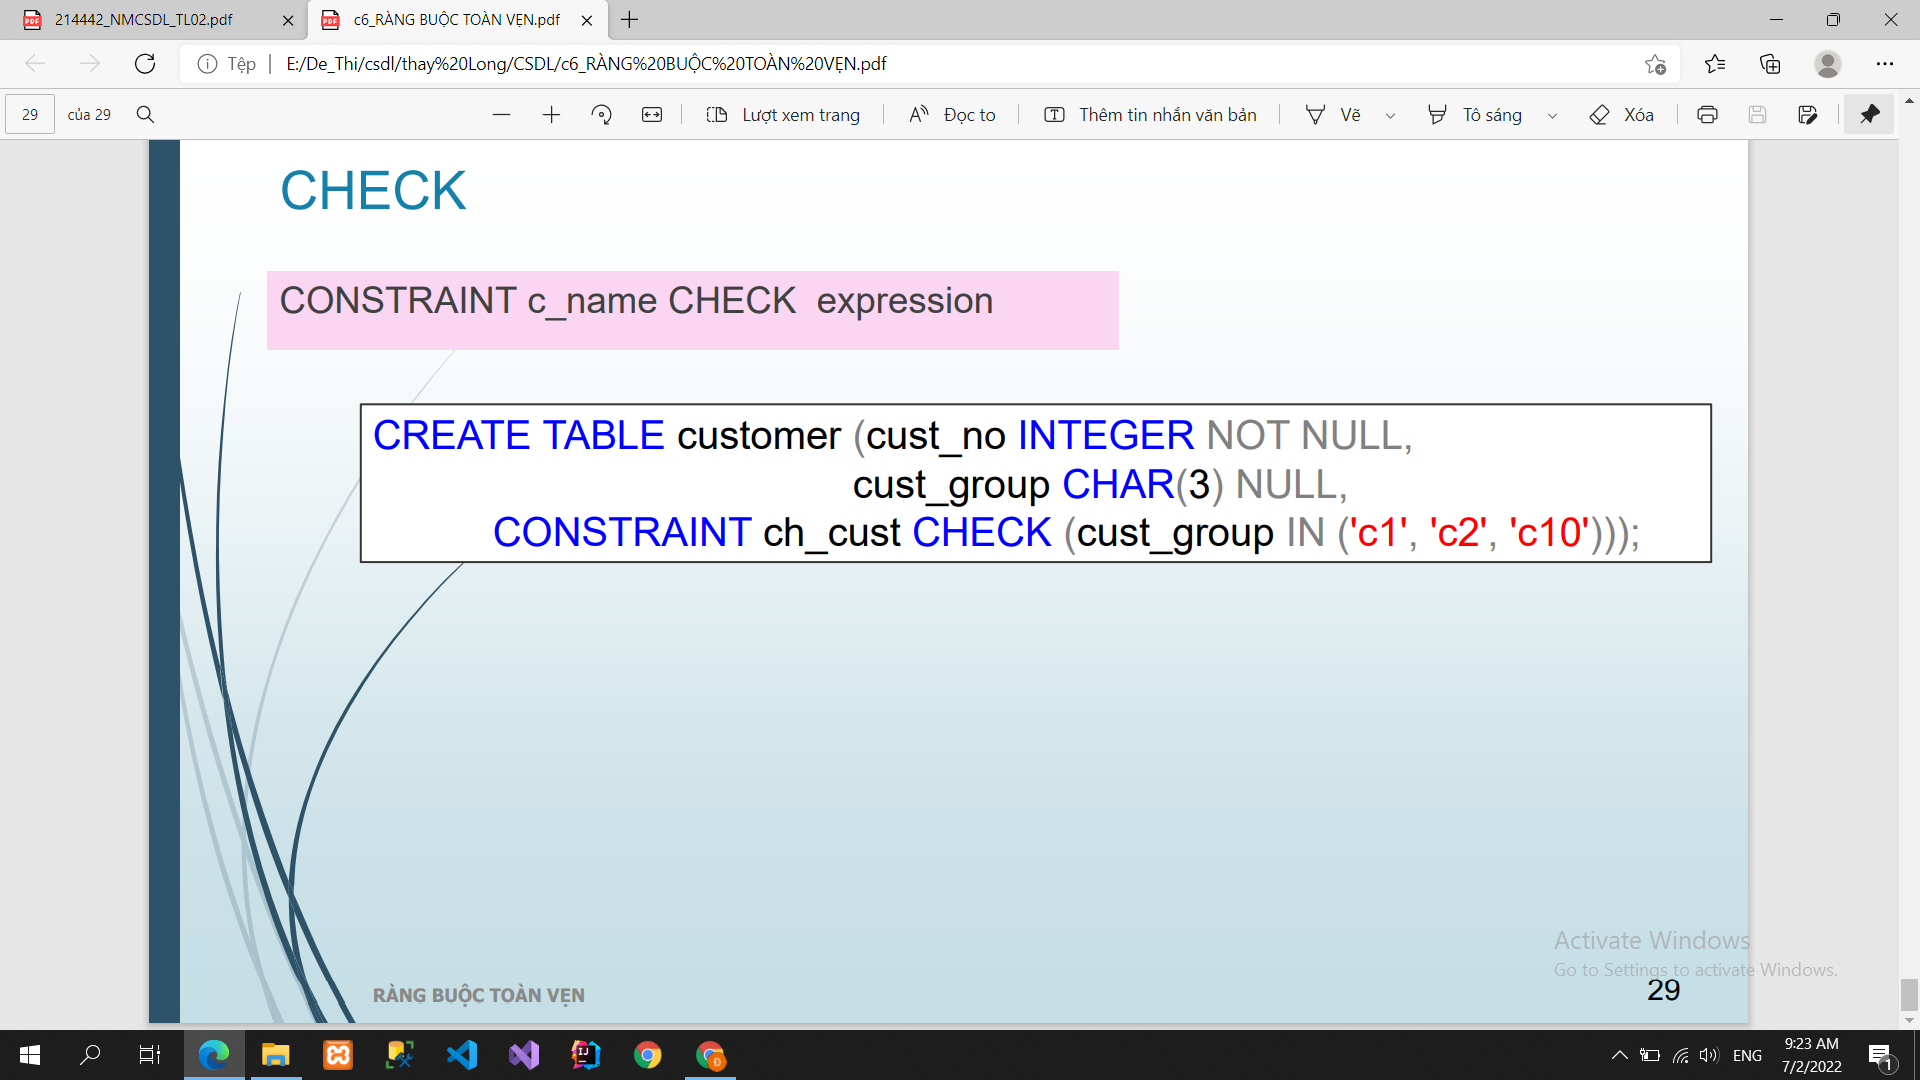 214442_NMCSDL_TL02.pdf
c6_RÀNG BUỘC TOÀN VẸN.pdf
Tệp
E:/De_Thi/csdl/thay%20Long/CSDL/c6_RÀNG%20BUỘC%20TOÀN%20VẸN.pdf
29
của 29
Lượt xem trang
Đọc to
Thêm tin nhắn văn bản
Vẽ
Tô sáng
Xóa
CHECK
CONSTRAINT c_name CHECK  expression
CREATE TABLE customer (cust_no INTEGER NOT NULL,
cust_group CHAR(3) NULL,
CONSTRAINT ch_cust CHECK (cust_group IN ('c1', 'c2', 'c10')));
Activate Windows
Go to Settings to activate Windows.
RÀNG BUỘC TOÀN VẸN
29
ENG
9:23 AM
7/2/2022
1